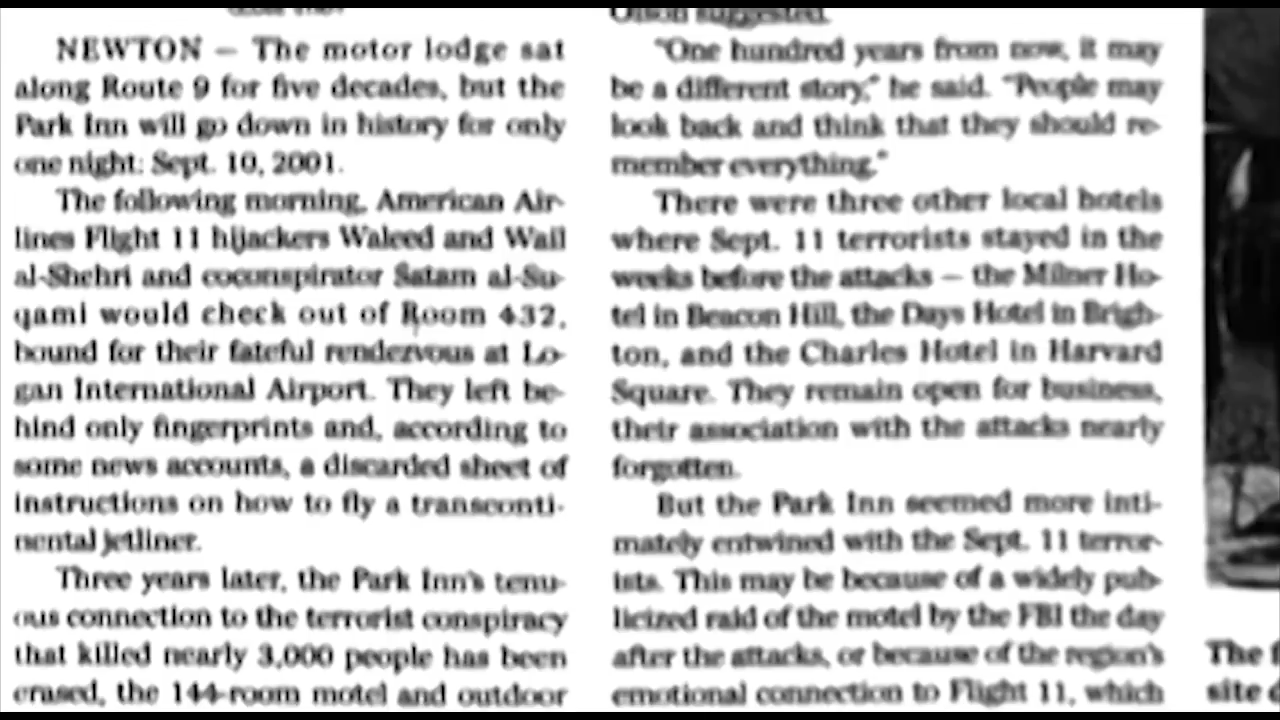 NEWTON — The motor lodge sat
along Route 9 for five decades, but the
Park Inn will go down in history for only
one night: Sept. 10, 2001.
The following morning, American Air-
lines Flight 11 hijackers Waleed and Wail
al-Shehri and coconspirator Satam al-Su-
qami would check out of Room 432,
bound for their fateful rendezvous at Lo-
gan International Airport. They left be-
hind only fingerprints and, according to
some news accounts, a discarded sheet of
instructions on how to fly a transconti-
nental jetliner.
Three years later, the Park Inn's tenu-
ous connection to the terrorist conspiracy
that killed nearly 3,000 people has been
erased, the 144-room motel and outdoor
Olson suggested.
"One hundred years from now, it may
be a different story," he said. "People may
look back and think that they should re-
member everything."
There were three other local hotels
where Sept. 11 terrorists stayed in the
weeks before the attacks — the Milner Ho-
tel in Beacon Hill, the Days Hotel in Brigh-
ton, and the Charles Hotel in Harvard
Square. They remain open for business,
their association with the attacks nearly
forgotten.
But the Park Inn seemed more inti-
mately entwined with the Sept. 11 terror-
ists. This may be because of a widely pub-
licized raid of the motel by the FBI the day
after the attacks, or because of the region's
emotional connection to Flight 11, which
The
site